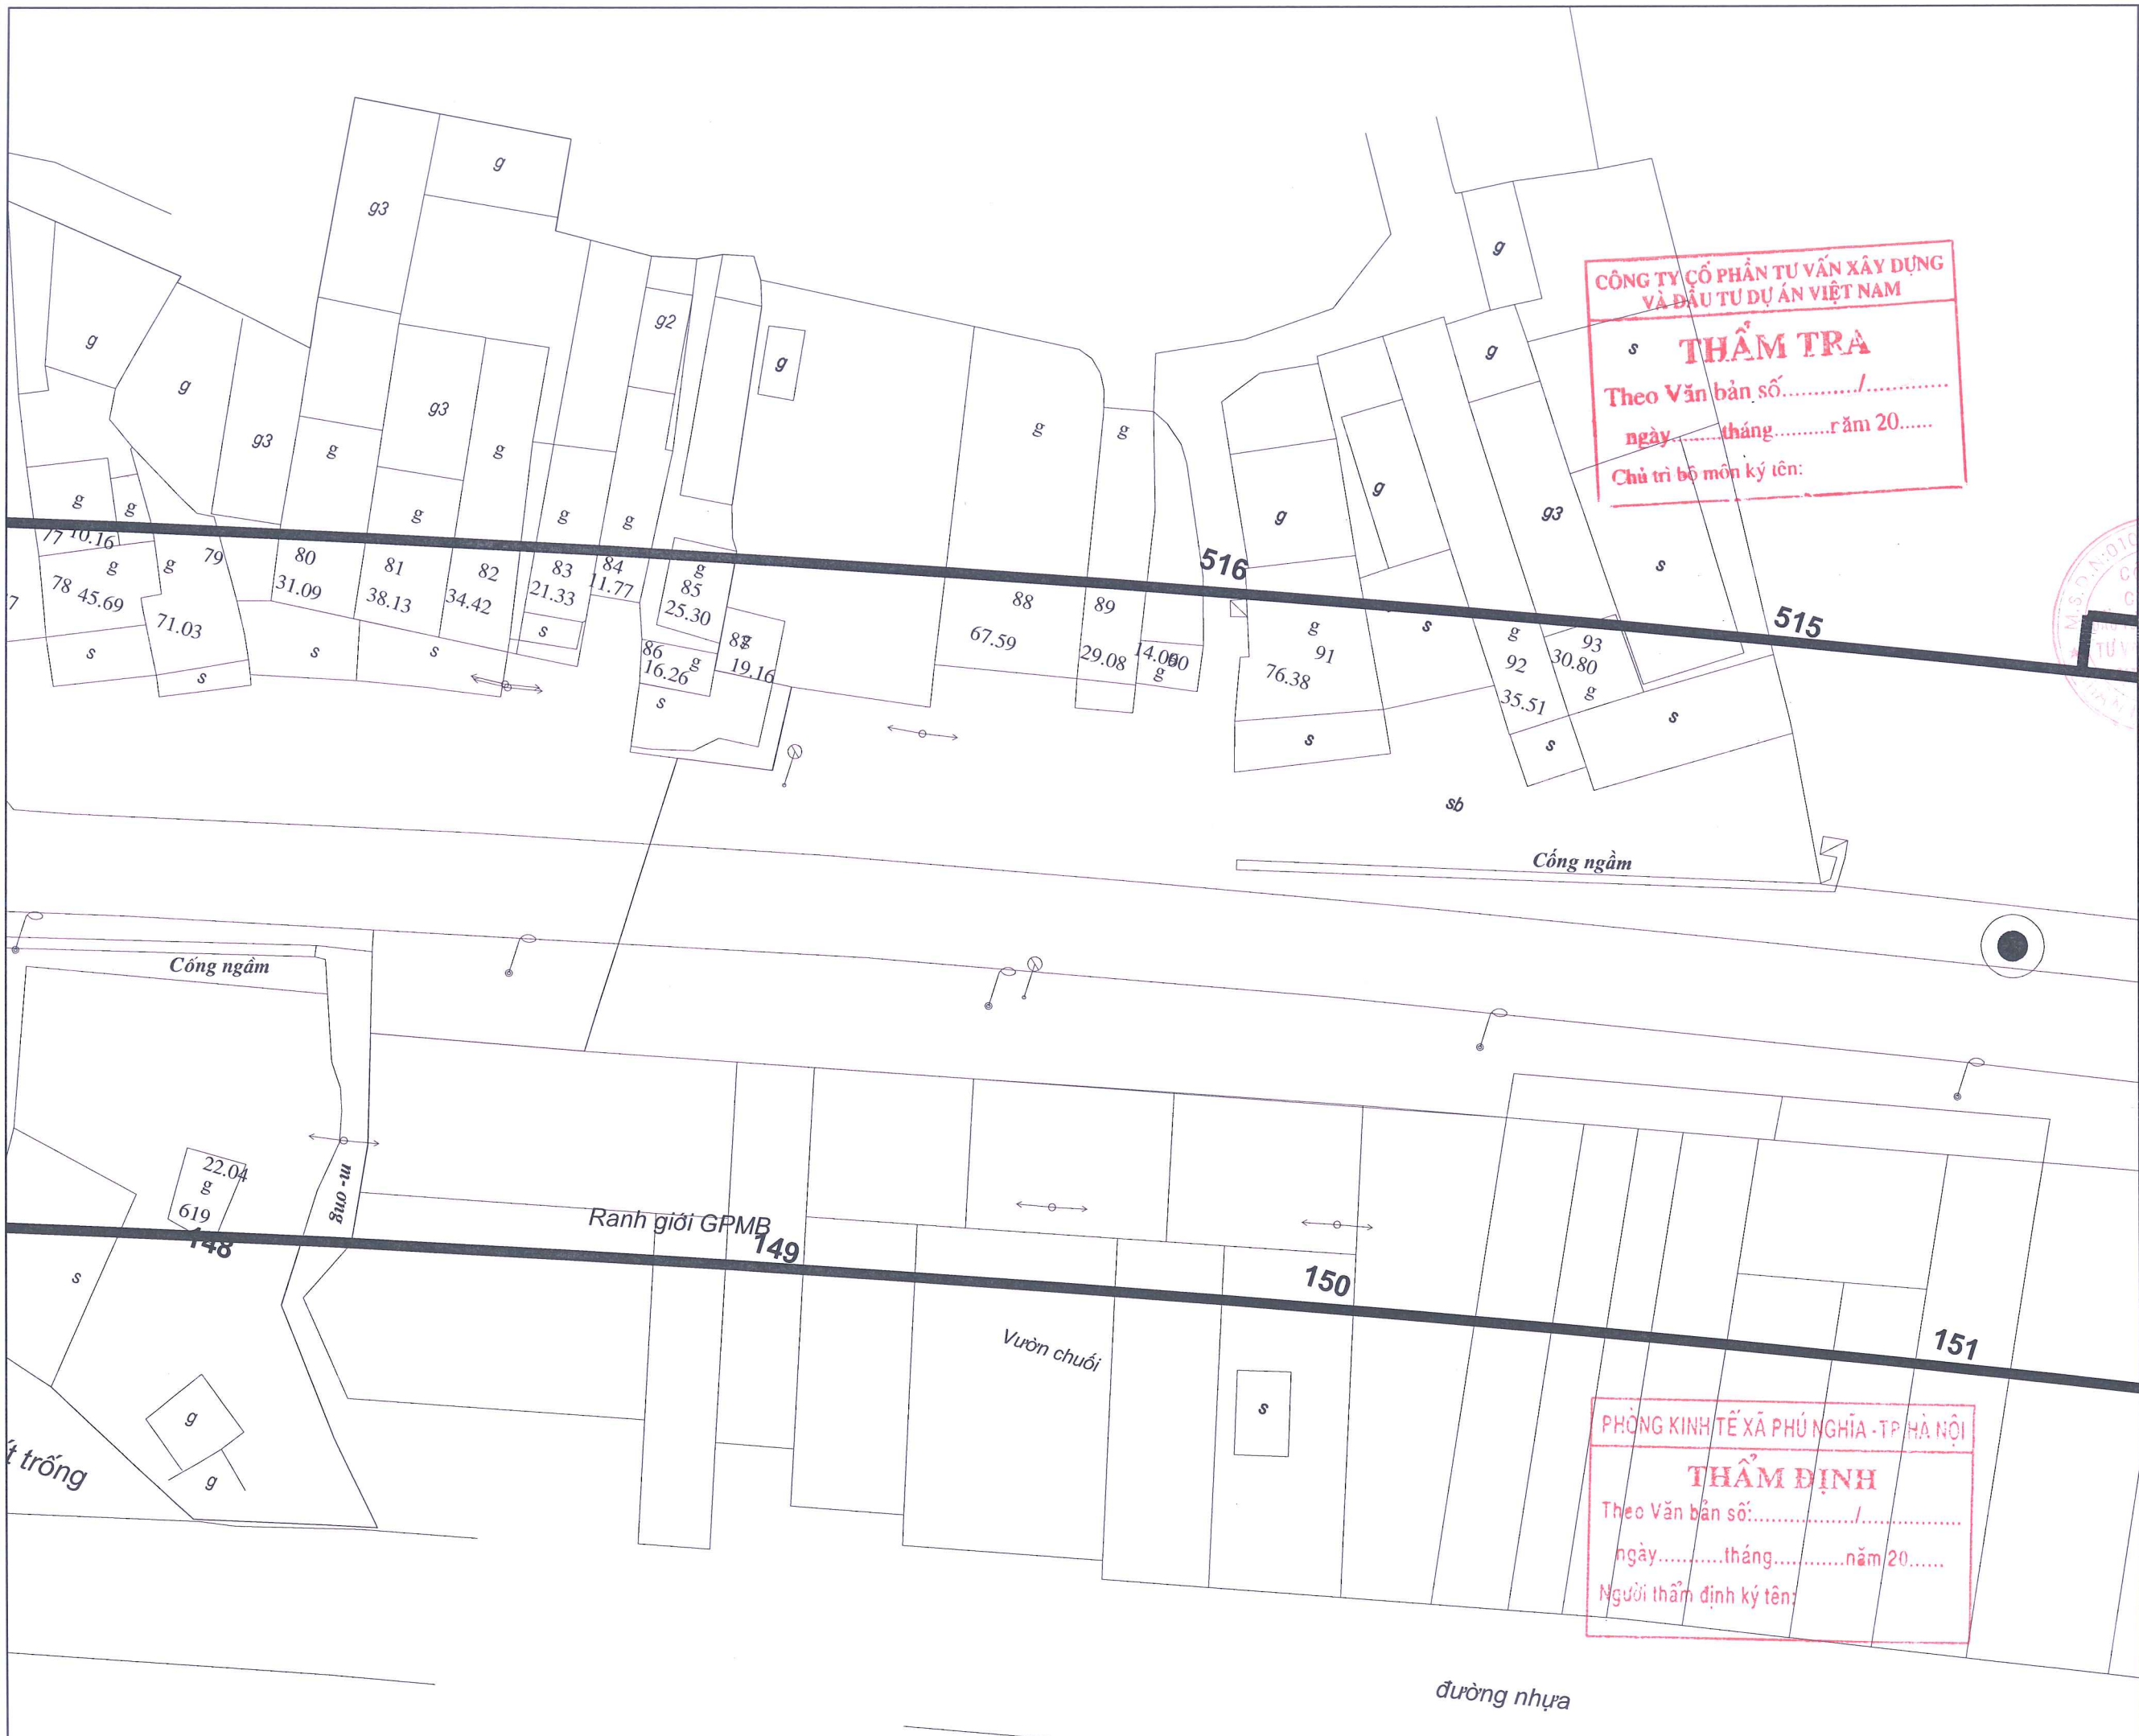 g
g3
g
g
g2
g
g
g
g3
g3
g
g
g
g
s
g
g
g
g
g
g
g
g
g
g3
s
77 10.16
g
78 45.69
g
79
71.03
80
31.09
81
38.13
82
34.42
83
21.33
84
11.77
g
85
25.30
86
g
16.26
19.16
88
67.59
89
29.08
g
516
g
91
76.38
s
g
92
35.51
93
30.80
g
515
7
s
s
s
s
s
s
s
s
s
sb
CÔNG TY CỔ PHẦN TƯ VẤN XÂY DỰNG
VÀ ĐẦU TƯ DỰ ÁN VIỆT NAM
THẨM TRA
Theo Văn bản số.........../.............
ngày.........tháng.........năm 20......
Chủ trì bộ môn ký tên:
Cống ngầm
Cống ngầm
22.04
g
619
148
m- ong
Ranh giới GPMB
149
150
151
s
Vườn chuối
s
g
g
t trống
PHÒNG KINH TẾ XÃ PHÚ NGHĨA -TP HÀ NỘI
THẨM ĐỊNH
Theo Văn bản số:................./................
ngày...........tháng............năm 20......
Người thẩm định ký tên:
đường nhựa